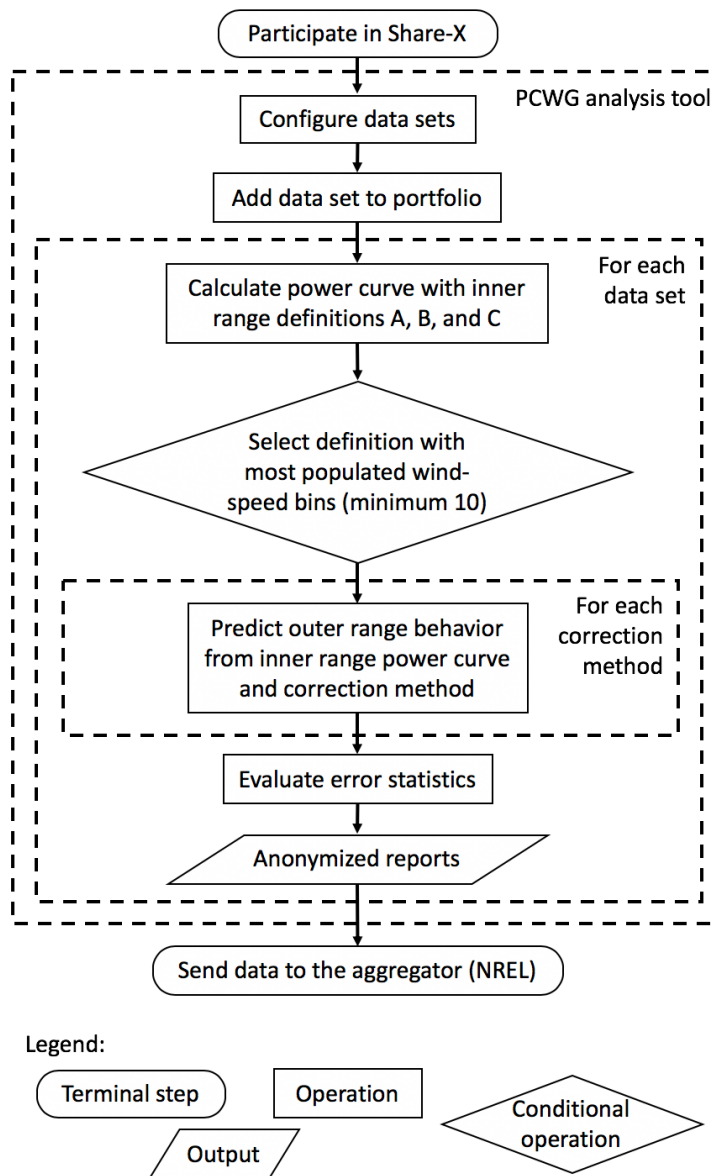 Participate in Share-X
PCWG analysis tool
Configure data sets
Add data set to portfolio
For each
data set
Calculate power curve with inner
range definitions A, B, and C
Select definition with
most populated wind-
speed bins (minimum 10)
For each
correction
method
Predict outer range behavior
from inner range power curve
and correction method
Evaluate error statistics
Anonymized reports
Send data to the aggregator (NREL)
Legend:
Terminal step
Operation
Conditional
operation
Output